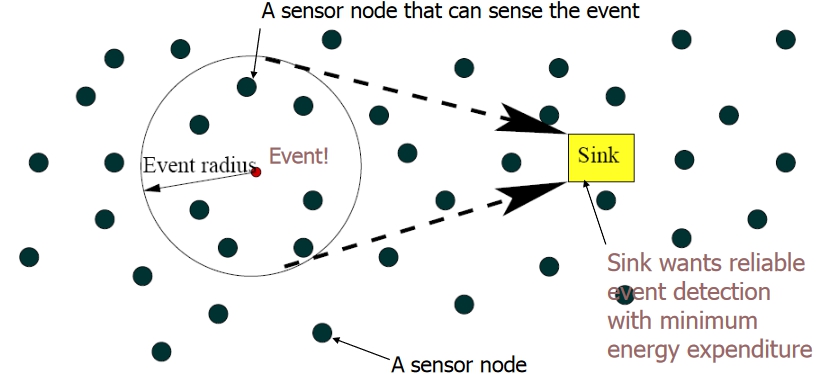 A sensor node that can sense the event
Event radius
Event!
Sink
Sink wants reliable
event detection
with minimum
energy expenditure
A sensor node